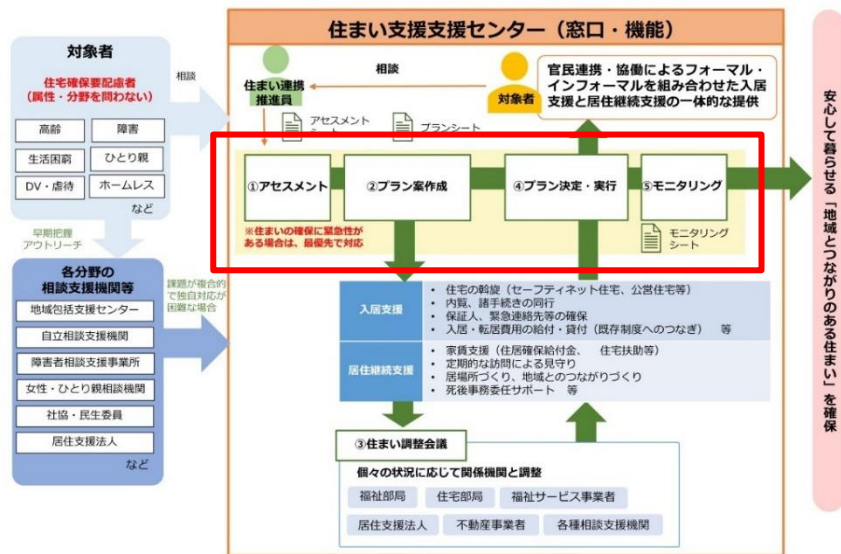 住まい支援支援センター（窓口・機能）
対象者
住宅確保要配慮者
（属性・分野を問わない）
高齢
障害
生活困窮
ひとり親
DV・虐待
ホームレス
など
相談
早期把握
アウトリーチ
各分野の
相談支援機関等
地域包括支援センター
自立相談支援機関
障害者相談支援事業所
女性・ひとり親相談機関
社協・民生委員
居住支援法人
など
課題が複合的
で独自対応が
困難な場合
住まい連携
推進員
相談
対象者
官民連携・協働によるフォーマル・
インフォーマルを組み合わせた入居
支援と居住継続支援の一体的な提供
アセスメント
シート
プランシート
①アセスメント
②プラン案作成
④プラン決定・実行
⑤モニタリング
※住まいの確保に緊急性が
ある場合は、最優先で対応
モニタリング
シート
入居支援
・ 住宅の斡旋（セーフティネット住宅、公営住宅等）
・ 内覧、諸手続きの同行
・ 保証人、緊急連絡先等の確保
・ 入居・転居費用の給付・貸付（既存制度へのつなぎ） 等
居住継続支援
・ 家賃支援（住居確保給付金、 住宅扶助等）
・ 定期的な訪問による見守り
・ 居場所づくり、地域とのつながりづくり
・ 死後事務委任サポート 等
③住まい調整会議
個々の状況に応じて関係機関と調整
福祉部局
住宅部局
福祉サービス事業者
居住支援法人
不動産事業者
各種相談支援機関
安心して暮らせる「地域とつながりのある住まい」を確保